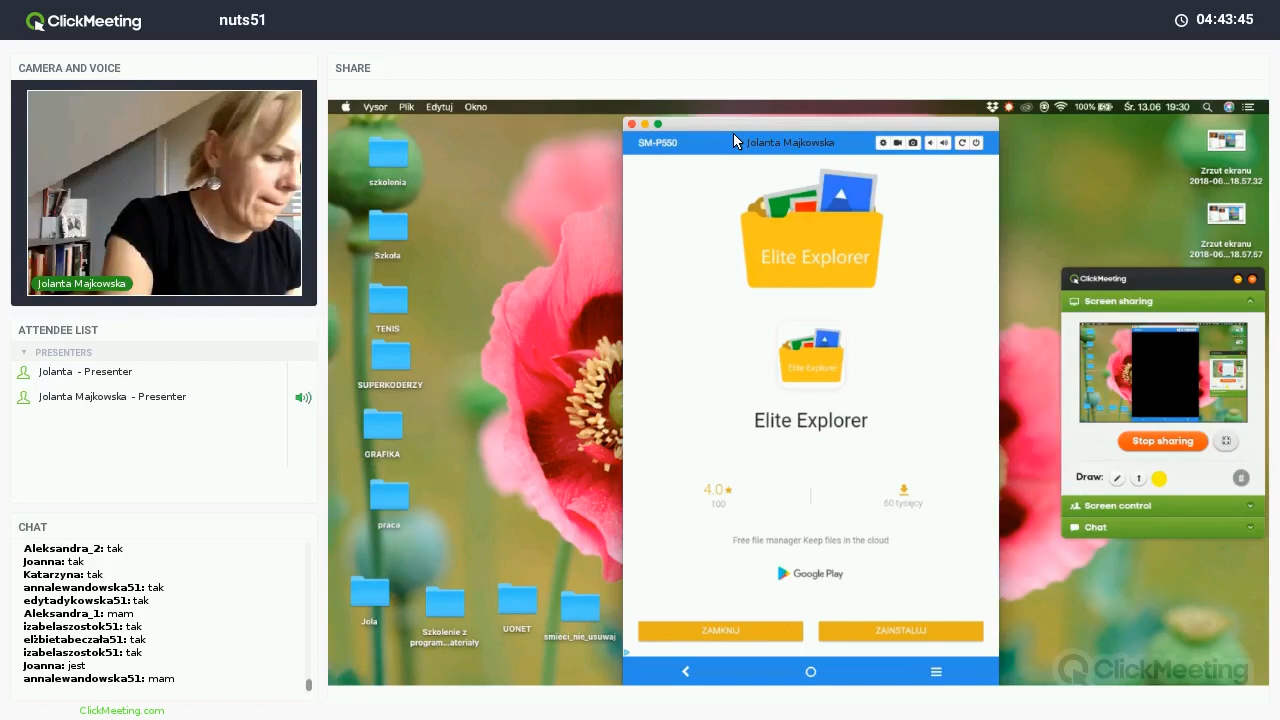 ClickMeeting
nuts51
04:43:45
CAMERA AND VOICE
Jolanta Majkowska
ATTENDEE LIST
PRESENTERS
Jolanta - Presenter
Jolanta Majkowska - Presenter
CHAT
Aleksandra_2: tak
Joanna: tak
Katarzyna: tak
annalewandowska51: tak
edytadykowska51: tak
Aleksandra_1: mam
izabelaszostok51: tak
elżbietabeczała51: tak
izabelaszostok51: tak
Joanna: jest
annalewandowska51: mam
ClickMeeting.com
SHARE
Vysor Plik Edytuj Okno
100% Śr. 13.06 19:30
szkolenia
Szkoła
TENIS
SUPERKODERZY
GRAFIKA
praca
Jola
Szkolenie z
program...ateriały
UONET
smieci_nie_usuwaj
SM-P550
Jolanta Majkowska
Elite Explorer
Elite Explorer
Elite Explorer
4.0
100
60 tysięcy
Free file manager Keep files in the cloud
Google Play
ZAMKNIJ
ZAINSTALUJ
Zrzut ekranu
2018-06...18.57.32
Zrzut ekranu
2018-06...18.57.57
ClickMeeting
Screen sharing
Stop sharing
Draw:
Screen control
Chat
ClickMeeting